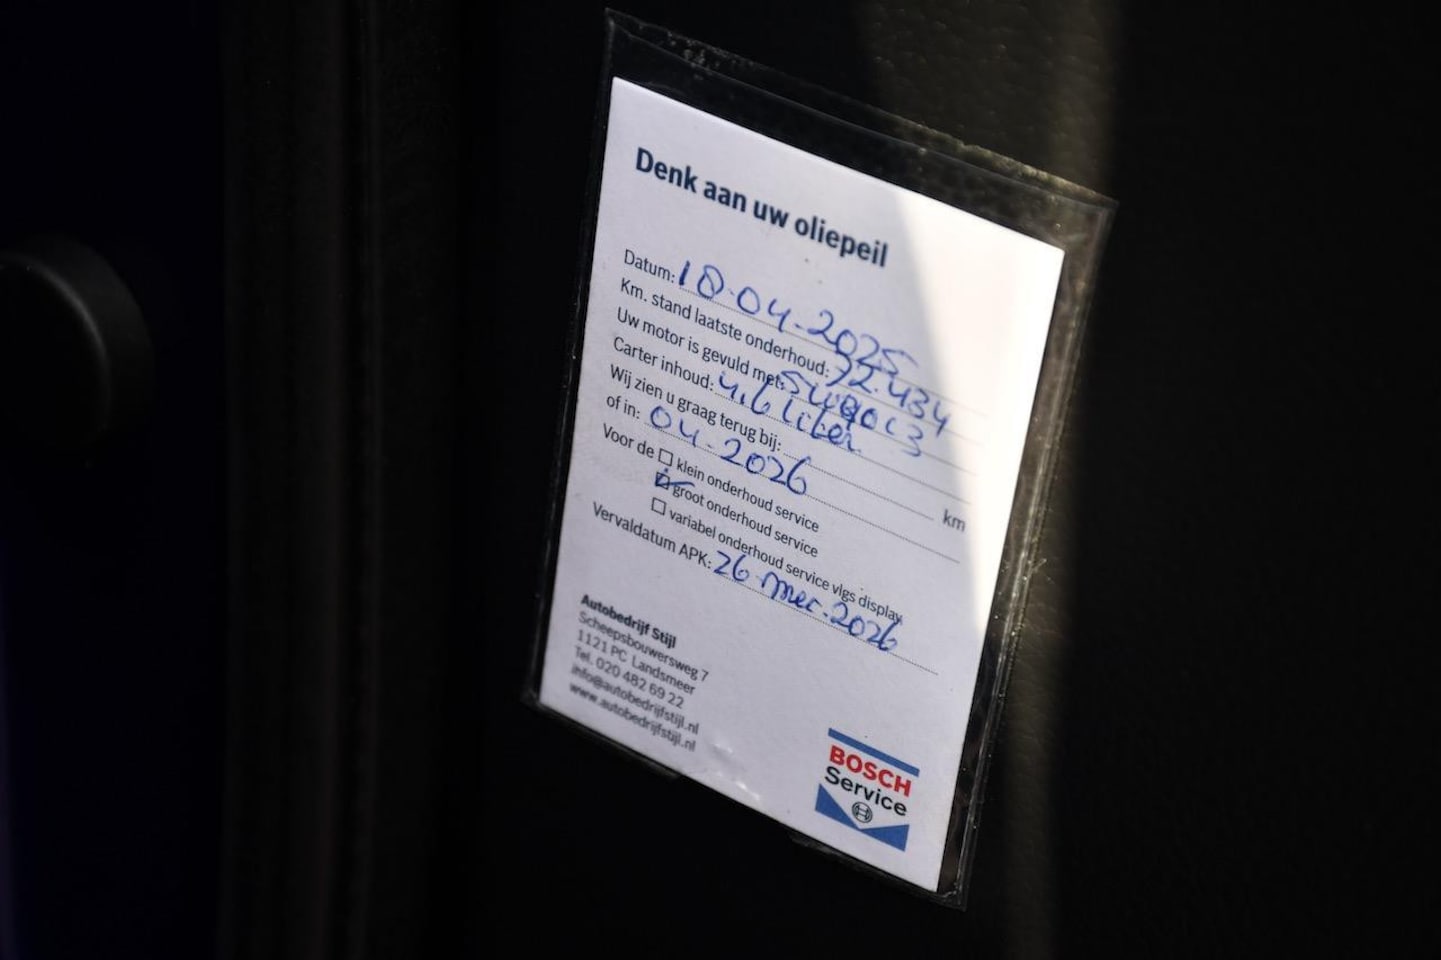 Denk aan uw oliepeil
Datum: 18-04-2025
Km. stand laatste onderhoud: 72.434
Uw motor is gevuld met: 5W40 C3
Carter inhoud: 4,6 liter
Wij zien u graag terug bij: km
of in: 04-2026
Voor de ☐ klein onderhoud service
☑ groot onderhoud service
☐ variabel onderhoud service vlgs display
Vervaldatum APK: 26 mei 2026
Autobedrijf Stijl
Scheepsbouwersweg 7
1121 PC Landsmeer
Tel. 020 482 69 22
info@autobedrijfstijl.nl
www.autobedrijfstijl.nl
BOSCH
Service